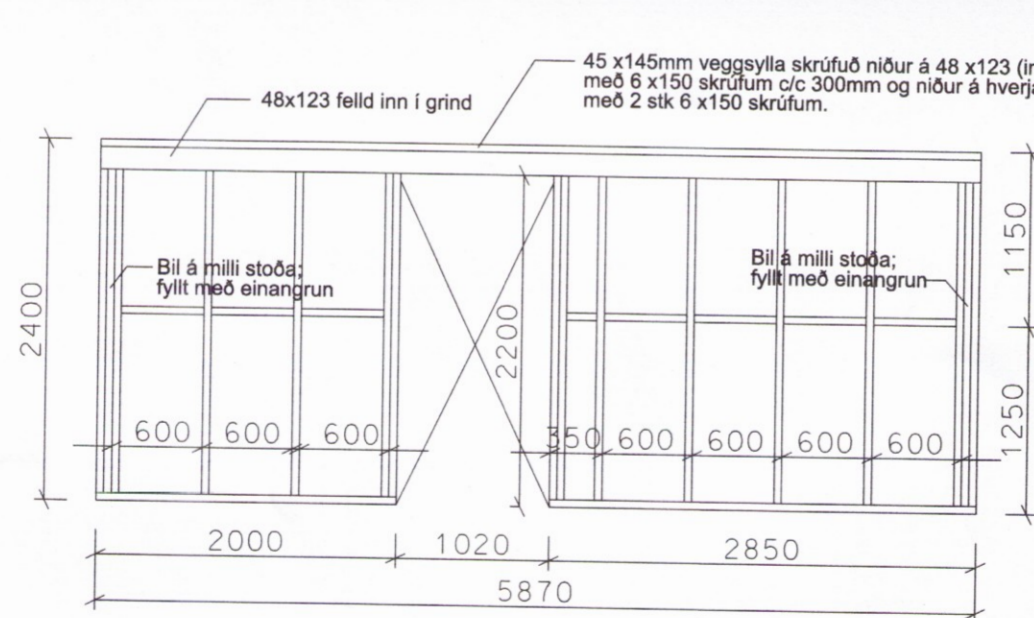 45 x145mm veggsylla skrúfuð niður á 48 x123 (in
með 6 x150 skrúfum c/c 300mm og niður á hverja
með 2 stk 6 x150 skrúfum.
48x123 felld inn í grind
Bil á milli stoða;
fyllt með einangrun
Bil á milli stoða;
fyllt með einangrun
2400
2200
1150
1250
600 600 600
350 600 600 600 600
2000 1020 2850
5870